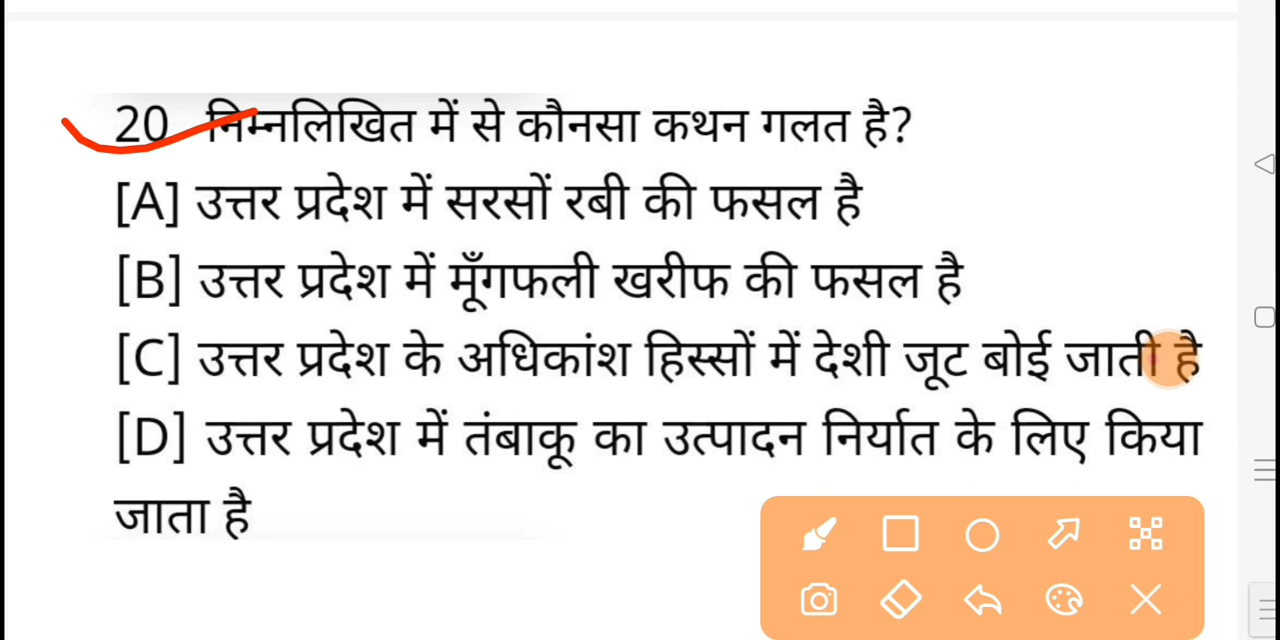 20 निम्नलिखित में से कौनसा कथन गलत है?
[A] उत्तर प्रदेश में सरसों रबी की फसल है
[B] उत्तर प्रदेश में मूँगफली खरीफ की फसल है
[C] उत्तर प्रदेश के अधिकांश हिस्सों में देशी जूट बोई जाती है
[D] उत्तर प्रदेश में तंबाकू का उत्पादन निर्यात के लिए किया
जाता है